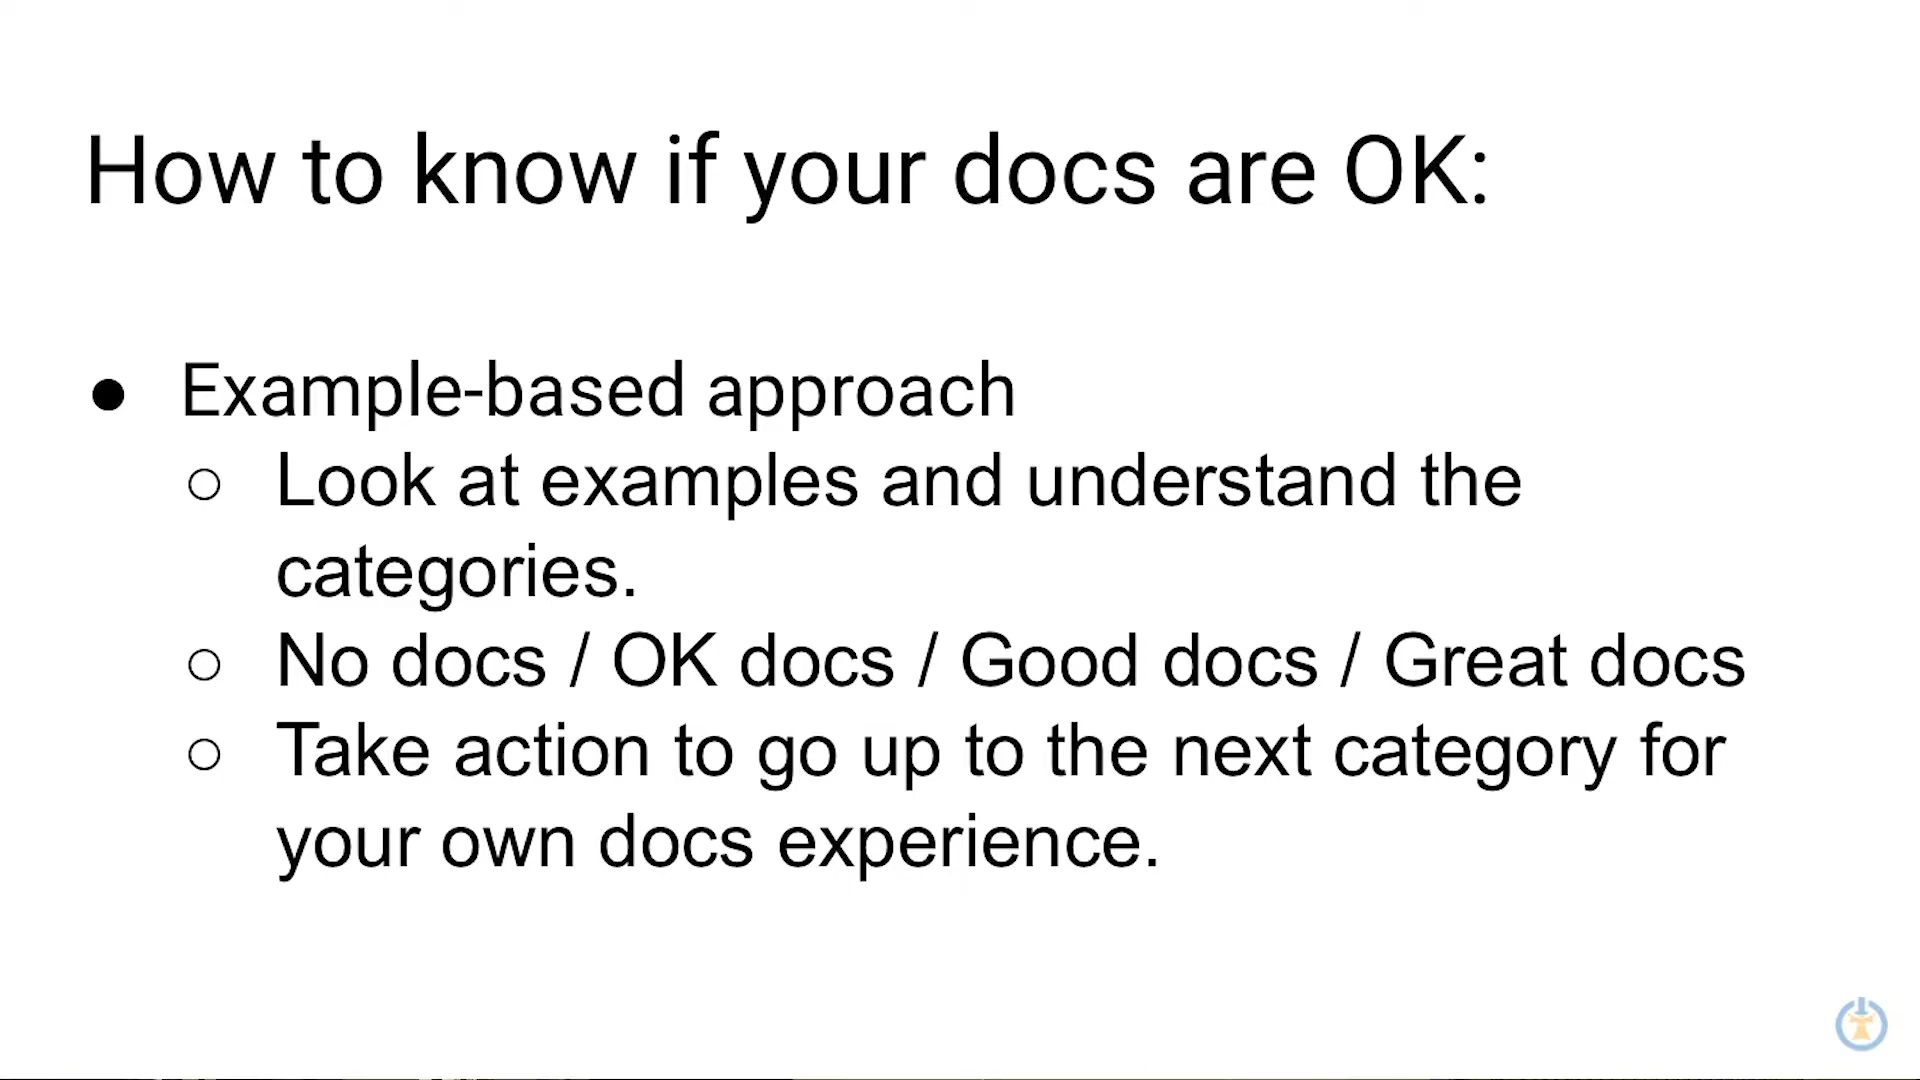 How to know if your docs are OK:
● Example-based approach
○ Look at examples and understand the
categories.
○ No docs / OK docs / Good docs / Great docs
○ Take action to go up to the next category for
your own docs experience.